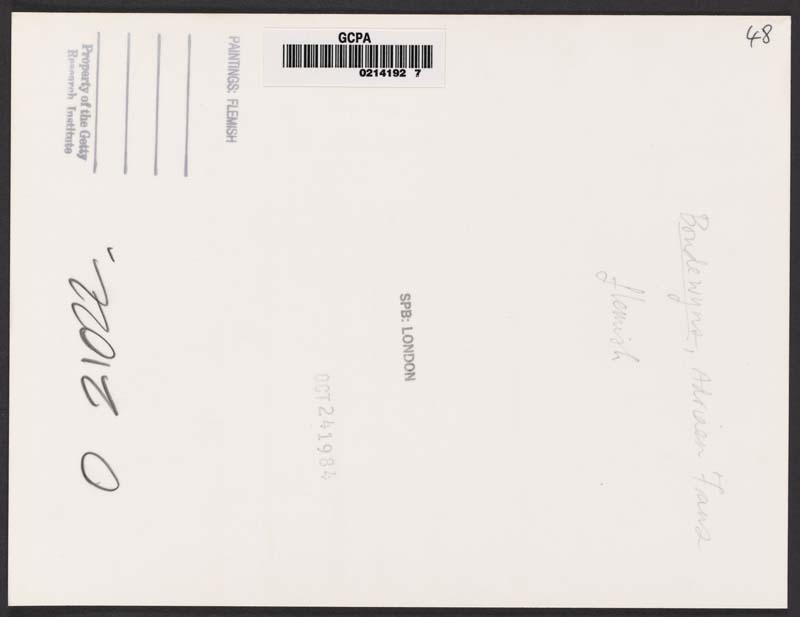 GCPA
0214192 7
48
PAINTINGS: FLEMISH
Property of the Getty
Research Institute
Boudewyns, Adriaen Frans
Flemish
SPB: LONDON
OCT 24 1984